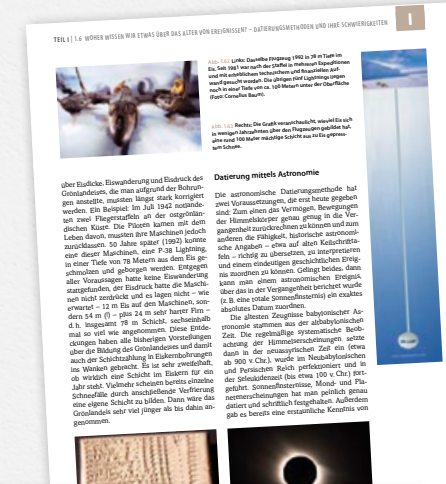 TEIL I | 1.6 WOHER WISSEN WIR ETWAS ÜBER DAS ALTER VON EREIGNISSEN? – DATIERUNGSMETHODEN UND IHRE SCHWIERIGKEITEN
I
Abb. 1.62 Links: Dasselbe Flugzeug 1992 in 78 m Tiefe im
Eis. Seit 1981 war nach der Staffel in mehreren Expeditionen
und mit erheblichem technischem und finanziellen Auf-
wand gesucht worden. Die übrigen fünf Lightnings liegen
noch in einer Tiefe von ca. 100 Metern unter der Oberfläche
(Foto: Cornelius Baum).
Abb. 1.63 Rechts: Die Grafik veranschaulicht, wieviel Eis sich
in wenigen Jahrzehnten über den Flugzeugen gebildet hat,
eine rund 100 Meter mächtige Schicht aus zu Eis gepress-
tem Schnee.
über Eisdicke, Eiswanderung und Eisdruck des
Grönlandeises, die man aufgrund der Bohrun-
gen anstellte, mussten längst stark korrigiert
werden. Ein Beispiel: Im Juli 1942 notlande-
ten zwei Fliegerstaffeln an der ostgrönlän-
dischen Küste. Die Piloten kamen mit dem
Leben davon, mussten ihre Maschinen jedoch
zurücklassen. 50 Jahre später (1992) konnte
eine dieser Maschinen, eine P-38 Lightning,
in einer Tiefe von 78 Metern aus dem Eis ge-
schmolzen und geborgen werden. Entgegen
aller Voraussagen hatte keine Eiswanderung
stattgefunden, der Eisdruck hatte die Maschi-
nen nicht zerdrückt und es lagen nicht – wie
erwartet – 12 m Eis auf den Maschinen, son-
dern 54 m (!) – plus 24 m sehr harter Firn –
d. h. insgesamt 78 m Schicht, sechseinhalb
mal so viel wie angenommen. Diese Entde-
ckungen haben alle bisherigen Vorstellungen
über die Bildung des Grönlandeises und damit
auch der Schichtzahlung in Eiskernbohrungen
ins Wanken gebracht. Es ist sehr zweifelhaft,
ob wirklich eine Schicht im Eiskern für ein
Jahr steht. Vielmehr scheinen bereits einzelne
Schneefälle durch anschließende Verfirnung
eine eigene Schicht zu bilden. Dann wäre das
Grönlandeis sehr viel jünger als bis dahin an-
genommen.
Datierung mittels Astronomie
Die astronomische Datierungsmethode hat
zwei Voraussetzungen, die erst heute gegeben
sind: Zum einen das Vermögen, Bewegungen
der Himmelskörper genau genug in die Ver-
gangenheit zurückrechnen zu können und zum
anderen die Fähigkeit, historische astronomi-
sche Angaben – etwa auf alten Keilschrifta-
feln – richtig zu übersetzen, zu interpretieren
und einem eindeutigen geschichtlichen Ereig-
nis zuordnen zu können. Gelingt beides, dann
kann man einem astronomischen Ereignis,
über das in der Vergangenheit berichtet wurde
(z. B. eine totale Sonnenfinsternis) ein exaktes
absolutes Datum zuordnen.
Die ältesten Zeugnisse babylonischer As-
tronomie stammen aus der altbabylonischen
Zeit. Die regelmäßige systematische Beob-
achtung der Himmelserscheinungen setzte
dann in der neuassyrischen Zeit ein (etwa
ab 900 v. Chr.), wurde im Neubabylonischen
und Persischen Reich perfektioniert und in
der Seleukidenzeit (bis etwa 100 v. Chr.) fort-
geführt. Sonnenfinsternisse, Mond- und Pla-
netenerscheinungen hat man peinlich genau
datiert und schriftlich festgehalten. Außerdem
gab es bereits eine erstaunliche Kenntnis von